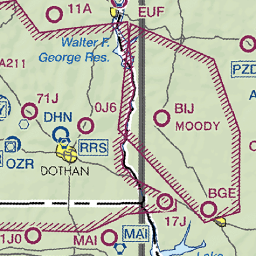 11A
EUF
Walter F.
George Res.
A211
PZD
71J
0J6
BIJ
MOODY
DHN
RRS
OZR
DOTHAN
BGE
17J
1J0
MAI
MAI
Lake